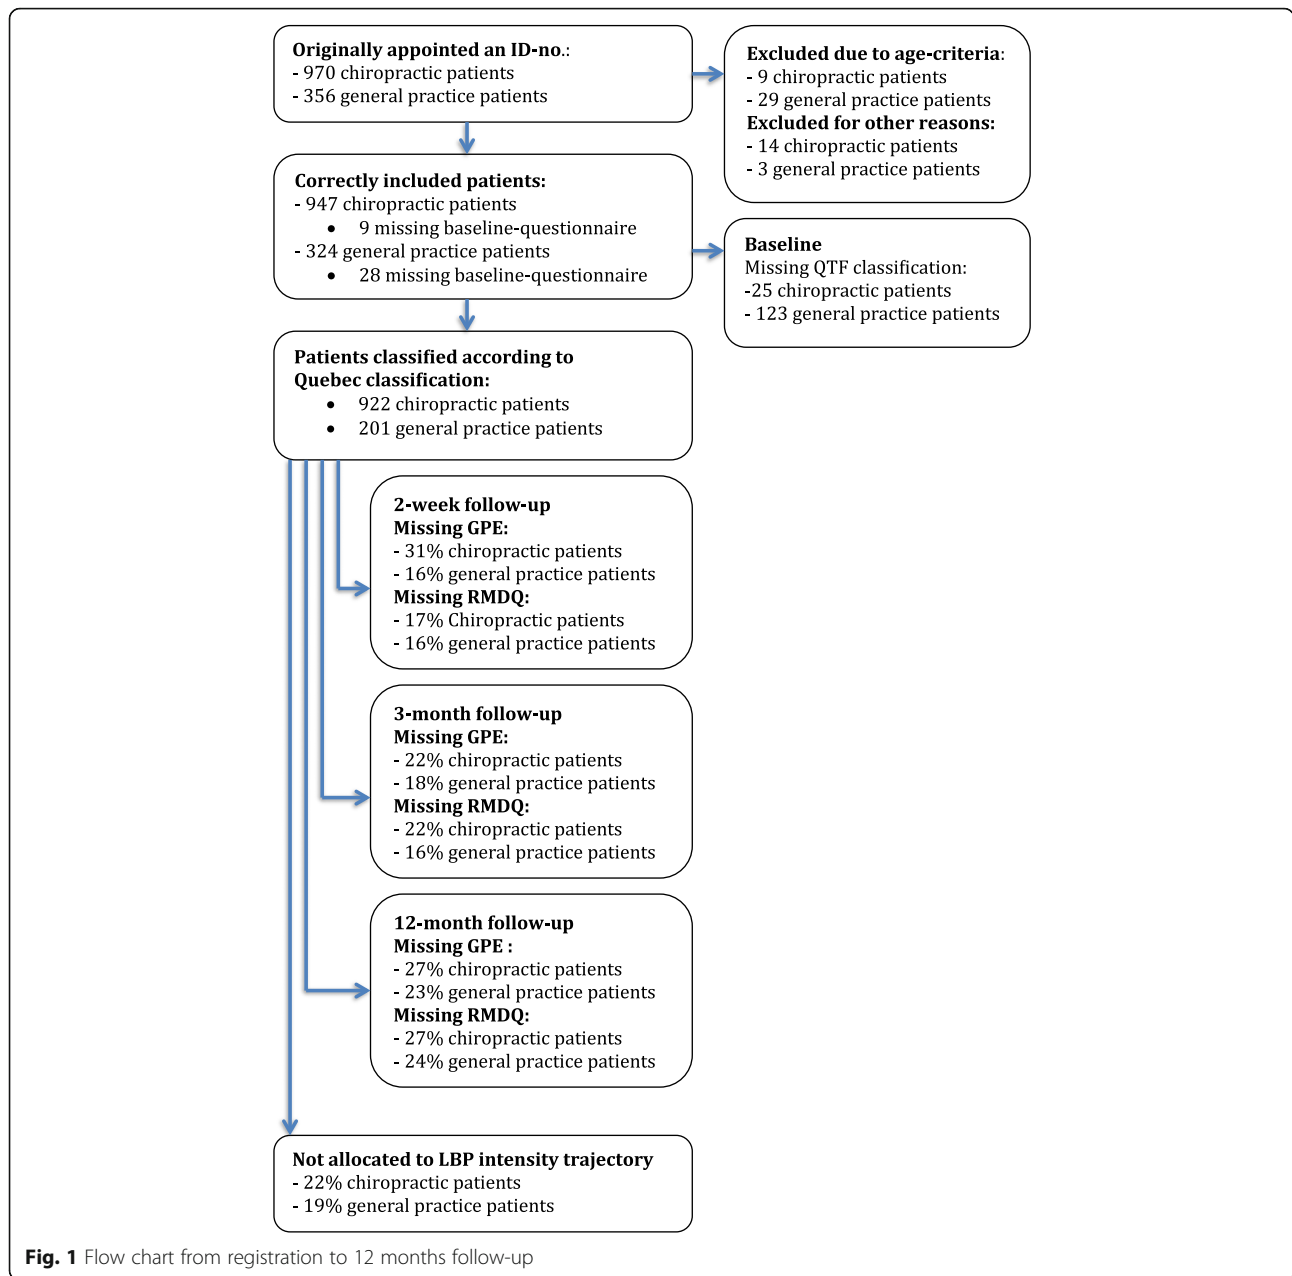 Originally appointed an ID-no.:
- 970 chiropractic patients
- 356 general practice patients
Excluded due to age-criteria:
- 9 chiropractic patients
- 29 general practice patients
Excluded for other reasons:
- 14 chiropractic patients
- 3 general practice patients
Correctly included patients:
- 947 chiropractic patients
• 9 missing baseline-questionnaire
- 324 general practice patients
• 28 missing baseline-questionnaire
Baseline
Missing QTF classification:
-25 chiropractic patients
- 123 general practice patients
Patients classified according to
Quebec classification:
• 922 chiropractic patients
• 201 general practice patients
2-week follow-up
Missing GPE:
- 31% chiropractic patients
- 16% general practice patients
Missing RMDQ:
- 17% Chiropractic patients
- 16% general practice patients
3-month follow-up
Missing GPE:
- 22% chiropractic patients
- 18% general practice patients
Missing RMDQ:
- 22% chiropractic patients
- 16% general practice patients
12-month follow-up
Missing GPE :
- 27% chiropractic patients
- 23% general practice patients
Missing RMDQ:
- 27% chiropractic patients
- 24% general practice patients
Not allocated to LBP intensity trajectory
- 22% chiropractic patients
- 19% general practice patients
Fig. 1 Flow chart from registration to 12 months follow-up